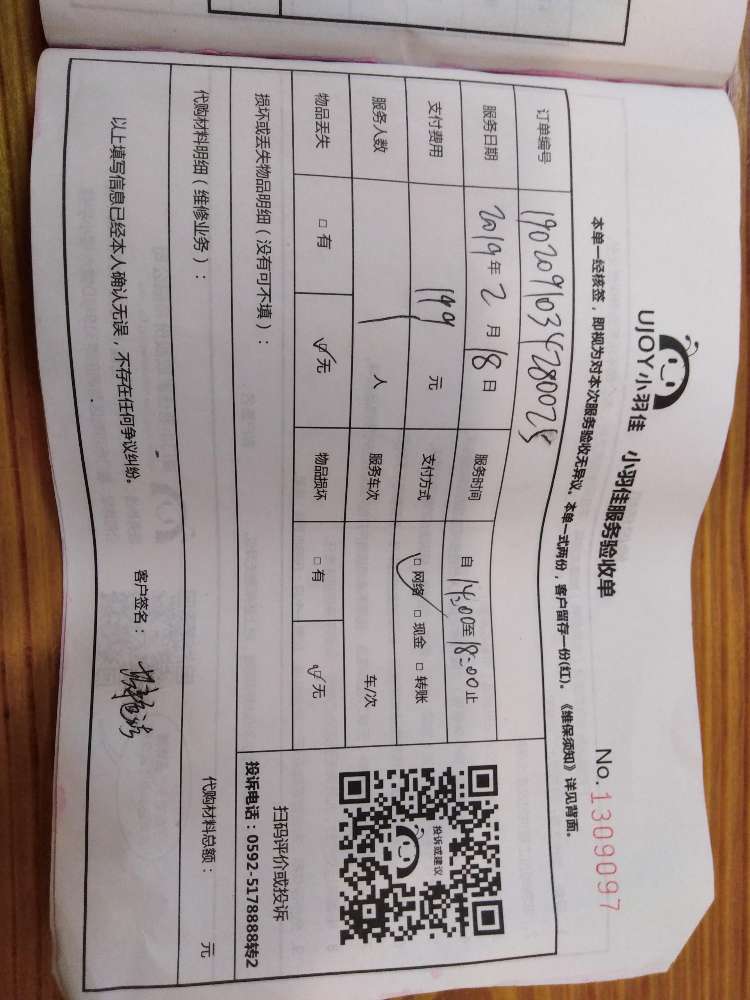 UJOY小羽佳 小羽佳服务验收单 No.1309097
本单一经核签，即视为对本次服务验收无异议。本单一式两份，客户留存一份(红)。《维保须知》详见背面。
订单编号 1902091034280025
服务日期 2019年2月18日 服务时间 自14:00至18:00止
支付费用 199元 支付方式 □网络 □现金 □转账
服务人数 1人 服务车次 车/次
物品丢失 □有 □无 物品损坏 □有 □无
投诉或建议
扫码评价或投诉
投诉电话：0592-5178888转2
损坏或丢失物品明细（没有可不填）：
代购材料明细（维修业务）： 代购材料总额： 元
以上填写信息已经本人确认无误，不存在任何争议纠纷。 客户签名：